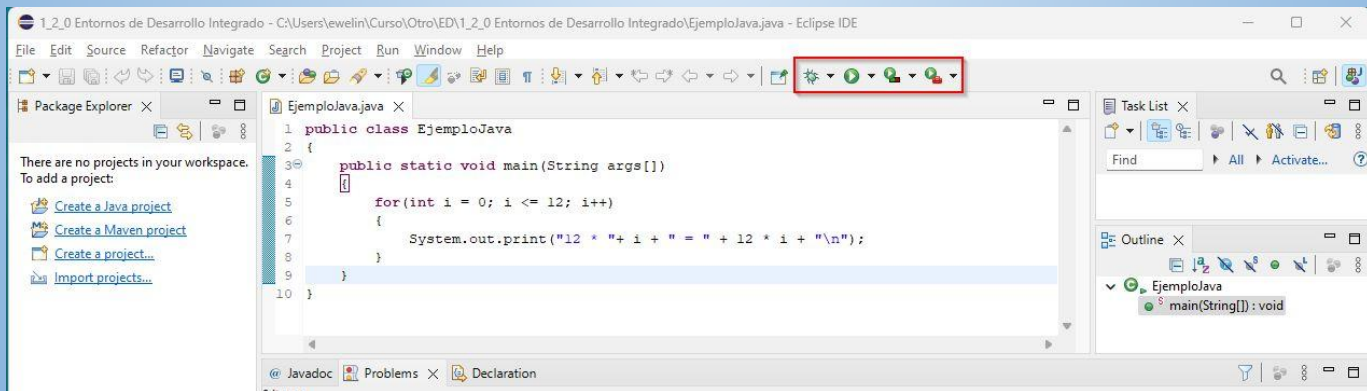 1_2_0 Entornos de Desarrollo Integrado - C:\Users\ewelin\Curso\Otro\ED\1_2_0 Entornos de Desarrollo Integrado\EjemploJava.java - Eclipse IDE
File Edit Source Refactor Navigate Search Project Run Window Help
Package Explorer
There are no projects in your workspace.
To add a project:
Create a Java project
Create a Maven project
Create a project...
Import projects...
EjemploJava.java
1 public class EjemploJava
2 {
3 public static void main(String args[])
4 {
5 for(int i = 0; i <= 12; i++)
6 {
7 System.out.print("12 * "+ i + " = " + 12 * i + "\n");
8 }
9 }
10 }
@ Javadoc Problems Declaration
Task List
Find All Activate...
Outline
EjemploJava
main(String[]) : void